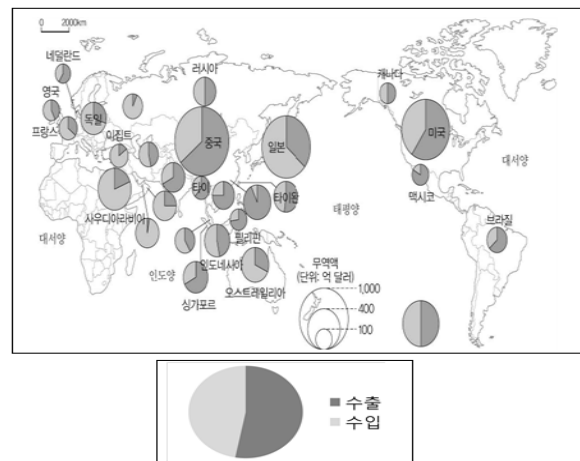 0 2000km
네덜란드
러시아
캐나다
영국
독일
프랑스
이집트
중국
일본
미국
대서양
타이
타이완
멕시코
사우디아라비아
태평양
브라질
대서양
필리핀
인도양
인도네시아
무역액
(단위: 억 달러)
싱가포르
오스트레일리아
1,000
400
100
수출
수입